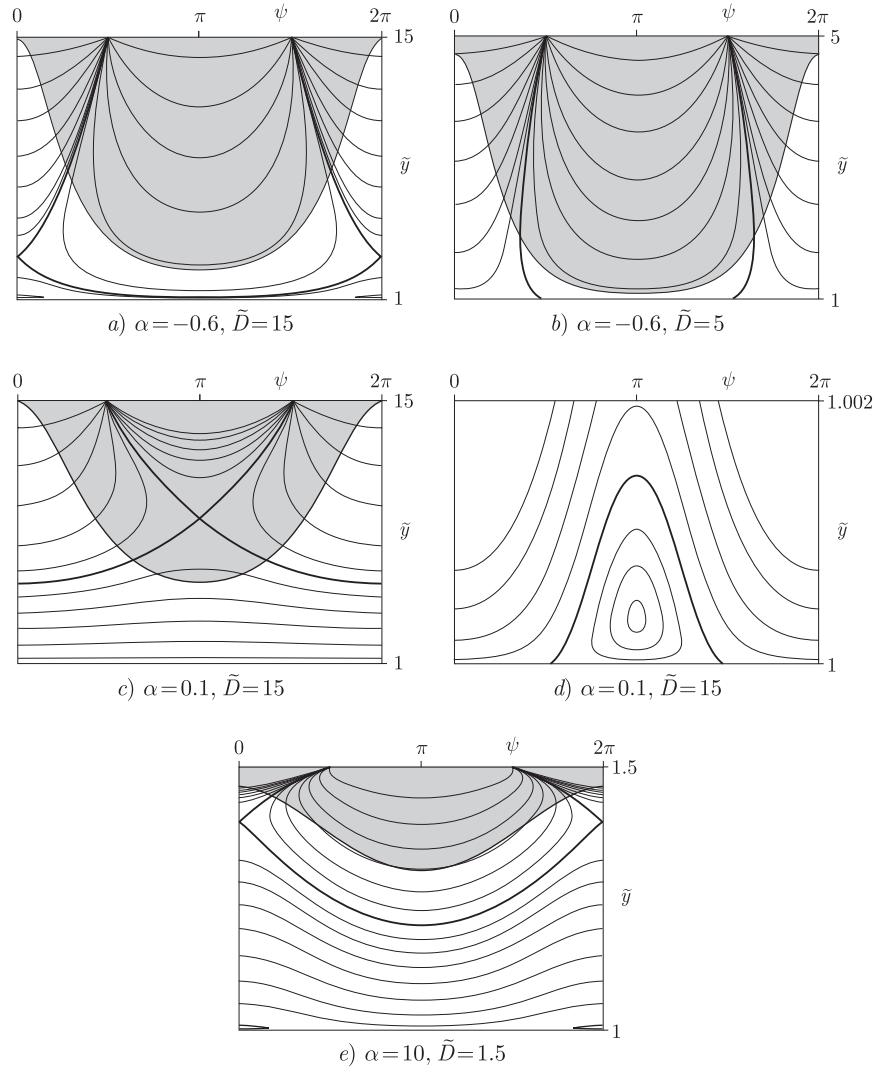 0 π ψ 2π 0 π ψ 2π
15 5
ỹ ỹ
1 1
a) α=−0.6, D̃=15 b) α=−0.6, D̃=5
0 π ψ 2π 0 π ψ 2π
15 1.002
ỹ ỹ
1 1
c) α=0.1, D̃=15 d) α=0.1, D̃=15
0 π ψ 2π
1.5
ỹ
1
e) α=10, D̃=1.5